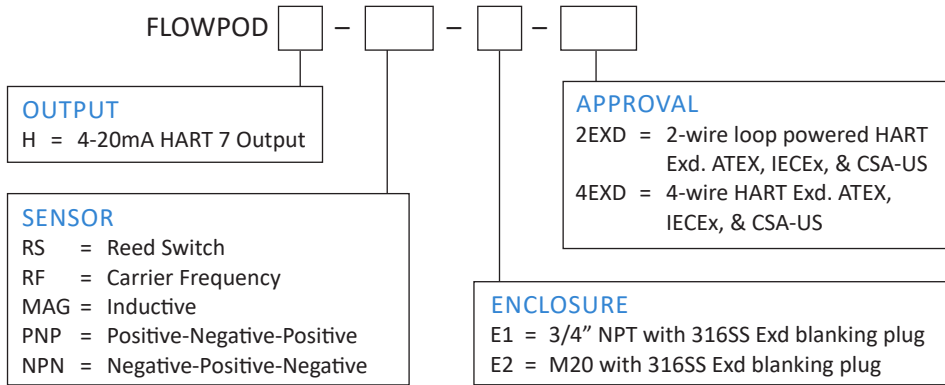 FLOWPOD – – –
OUTPUT
H = 4-20mA HART 7 Output
SENSOR
RS = Reed Switch
RF = Carrier Frequency
MAG = Inductive
PNP = Positive-Negative-Positive
NPN = Negative-Positive-Negative
APPROVAL
2EXD = 2-wire loop powered HART
Exd. ATEX, IECEx, & CSA-US
4EXD = 4-wire HART Exd. ATEX,
IECEx, & CSA-US
ENCLOSURE
E1 = 3/4” NPT with 316SS Exd blanking plug
E2 = M20 with 316SS Exd blanking plug